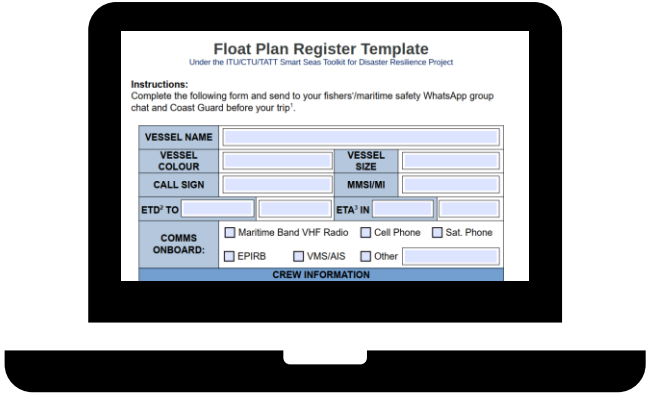 Float Plan Register Template
Under the ITU/CTU/TATT Smart Seas Toolkit for Disaster Resilience Project
Instructions:
Complete the following form and send to your fishers'/maritime safety WhatsApp group
chat and Coast Guard before your trip¹.
VESSEL NAME
VESSEL COLOUR VESSEL SIZE
CALL SIGN MMSI/MI
ETD² TO ETA³ IN
COMMS ONBOARD: Maritime Band VHF Radio Cell Phone Sat. Phone
EPIRB VMS/AIS Other
CREW INFORMATION